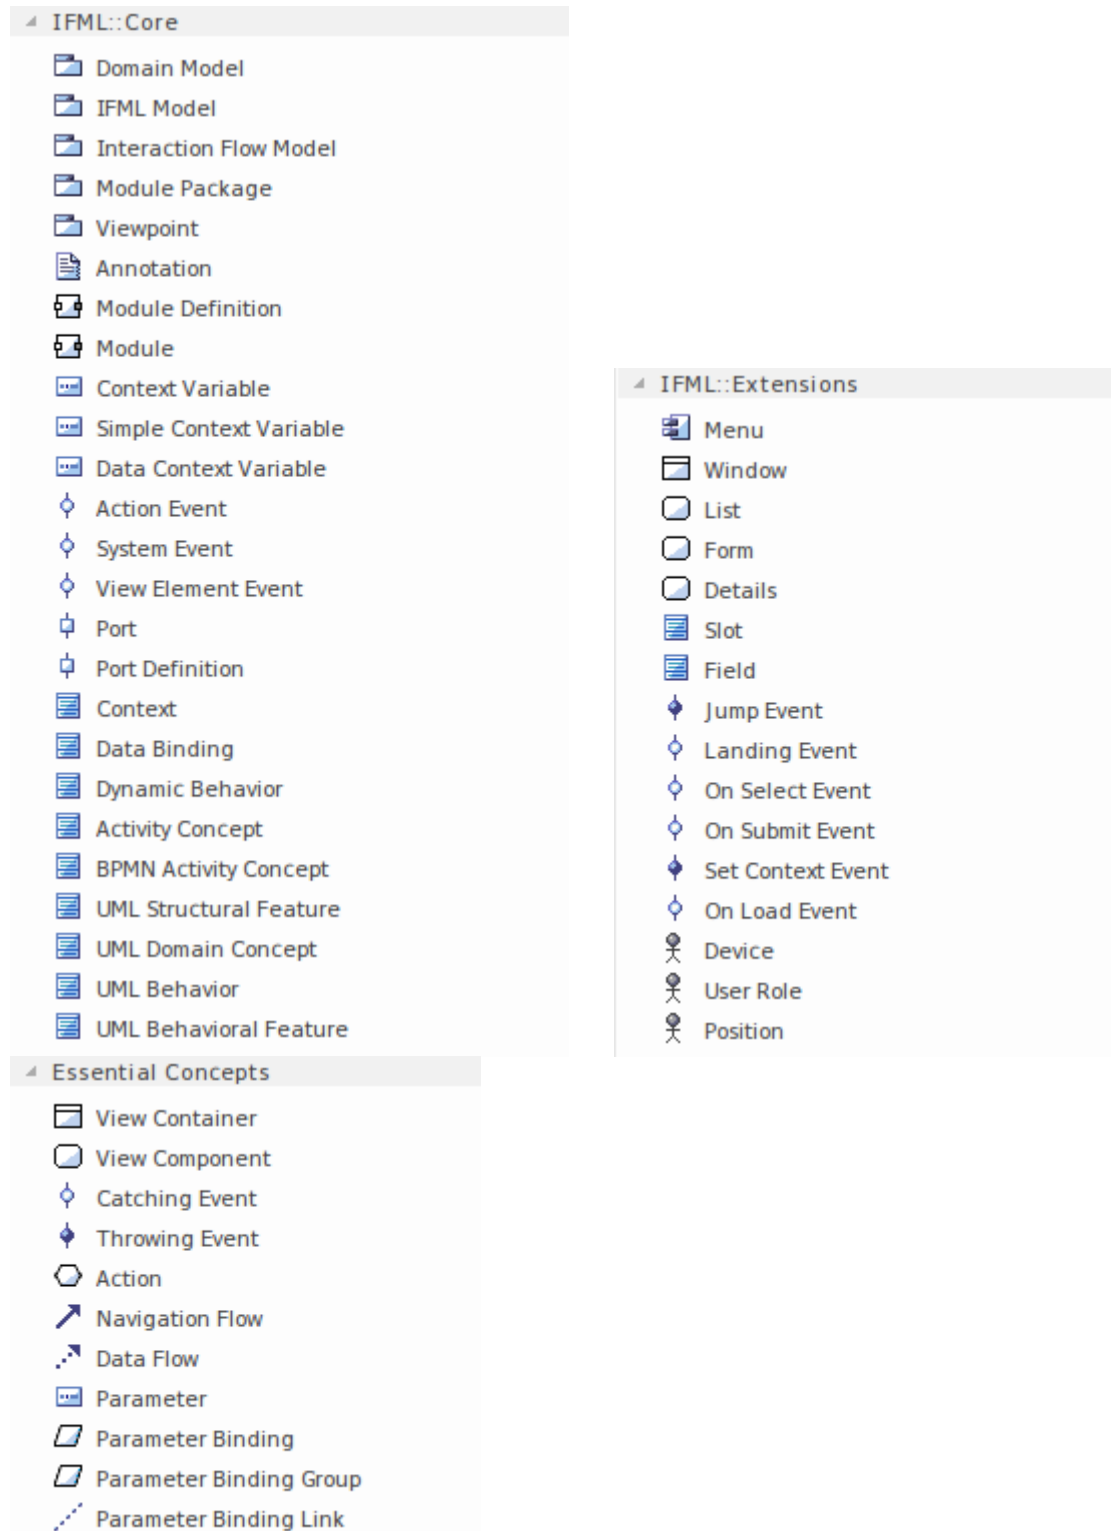 IFML::Core
Domain Model
IFML Model
Interaction Flow Model
Module Package
Viewpoint
Annotation
Module Definition
Module
Context Variable
Simple Context Variable
Data Context Variable
Action Event
System Event
View Element Event
Port
Port Definition
Context
Data Binding
Dynamic Behavior
Activity Concept
BPMN Activity Concept
UML Structural Feature
UML Domain Concept
UML Behavior
UML Behavioral Feature
IFML::Extensions
Menu
Window
List
Form
Details
Slot
Field
Jump Event
Landing Event
On Select Event
On Submit Event
Set Context Event
On Load Event
Device
User Role
Position
Essential Concepts
View Container
View Component
Catching Event
Throwing Event
Action
Navigation Flow
Data Flow
Parameter
Parameter Binding
Parameter Binding Group
Parameter Binding Link